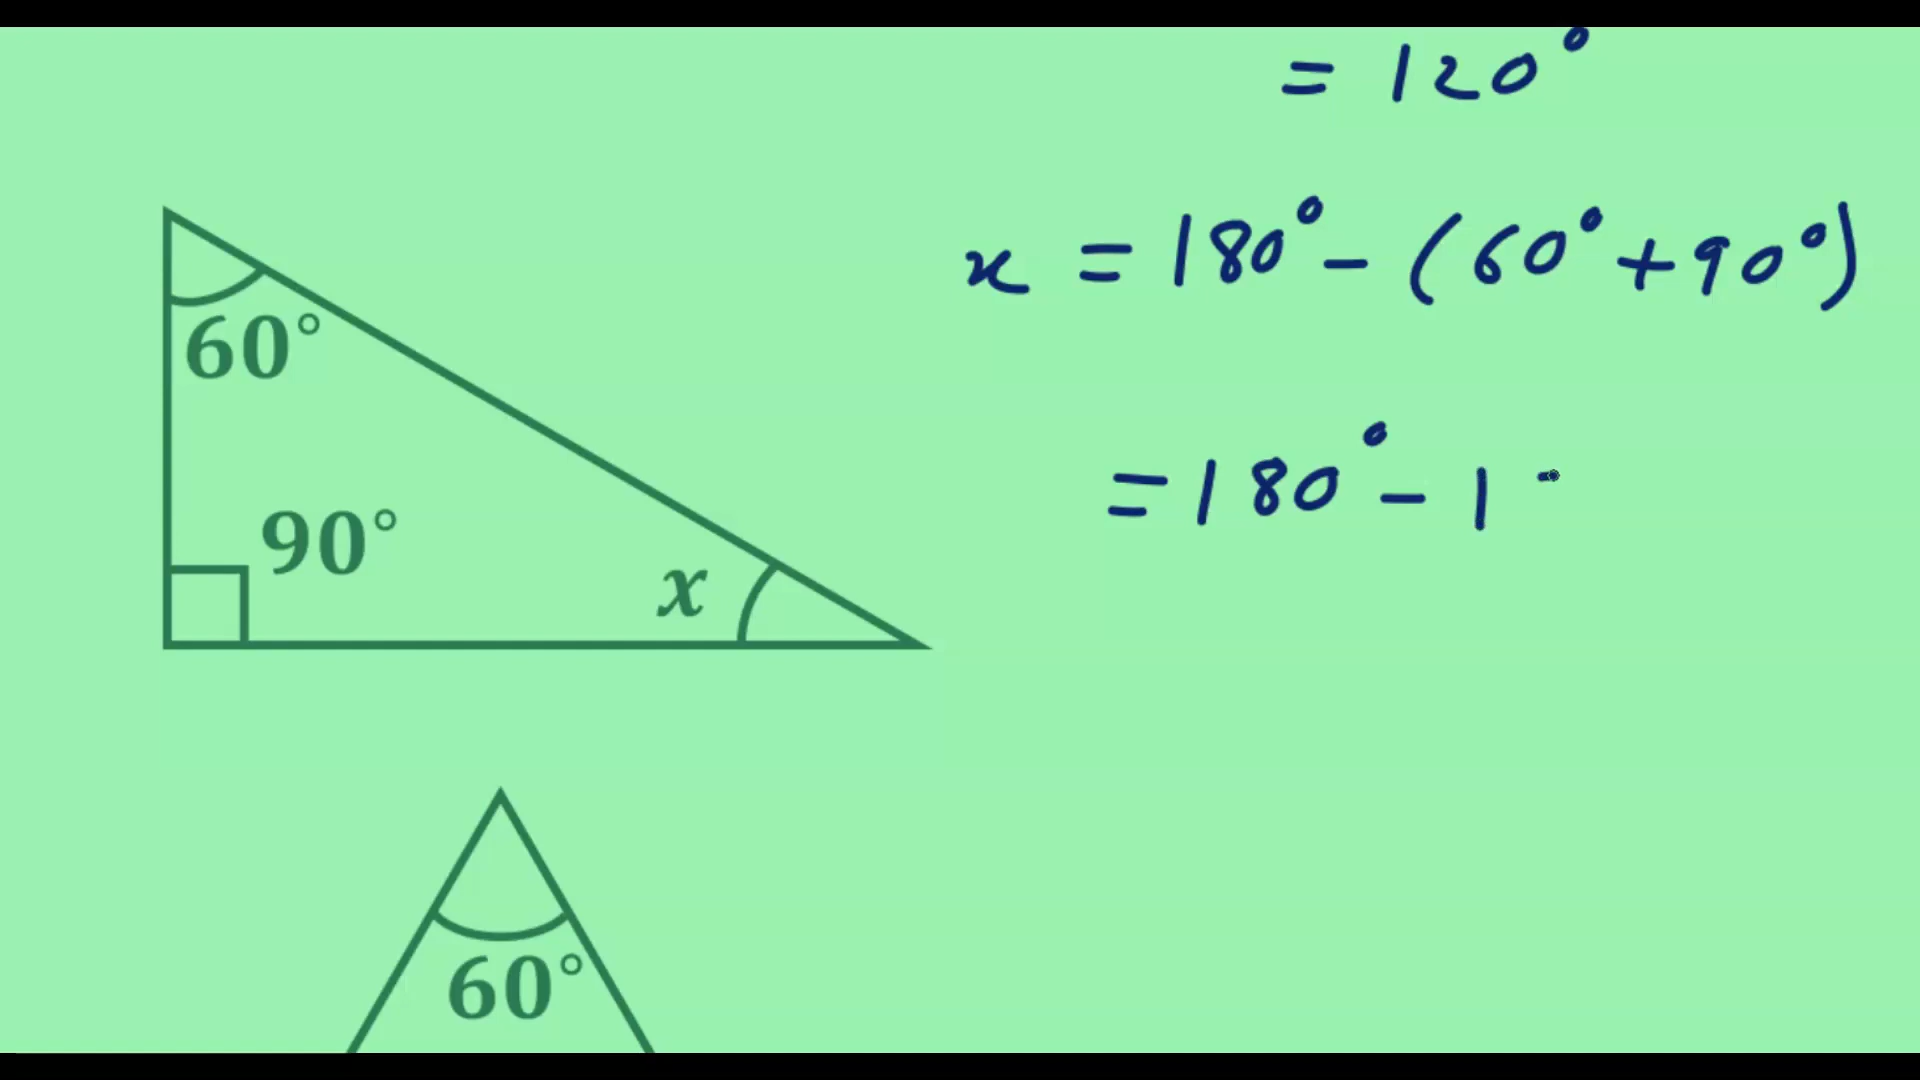 = 120°
x = 180° - (60° + 90°)
60°
= 180° - 1
90°
x
60°